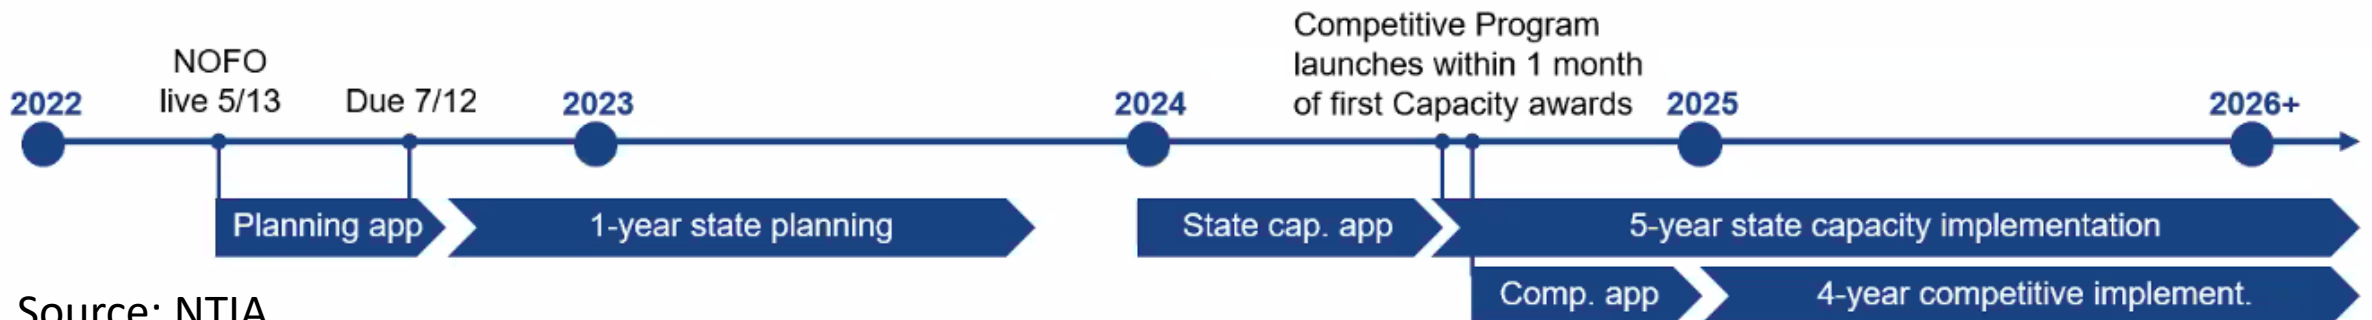 Competitive Program
launches within 1 month
of first Capacity awards
NOFO
live 5/13
Due 7/12
2022
2023
2024
2025
2026+
Planning app
1-year state planning
State cap. app
5-year state capacity implementation
Comp. app
4-year competitive implement.
Source: NTIA